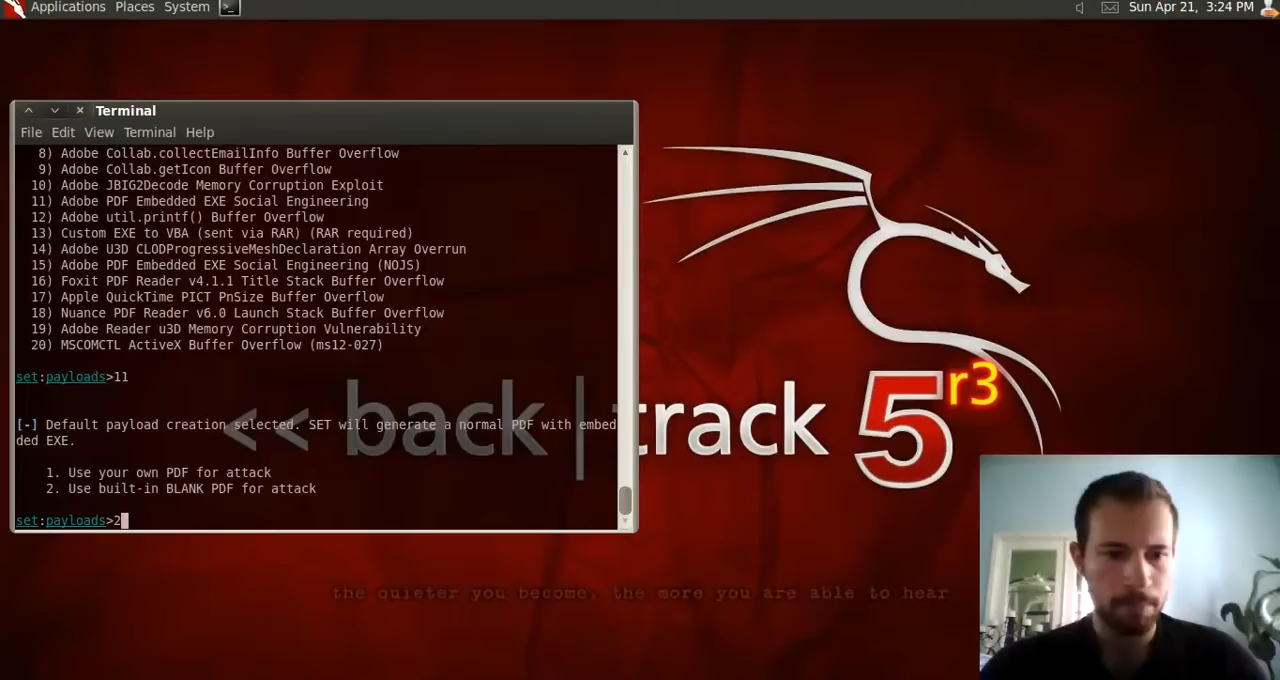 Applications Places System
Sun Apr 21, 3:24 PM
Terminal
File Edit View Terminal Help
8) Adobe Collab.collectEmailInfo Buffer Overflow
9) Adobe Collab.getIcon Buffer Overflow
10) Adobe JBIG2Decode Memory Corruption Exploit
11) Adobe PDF Embedded EXE Social Engineering
12) Adobe util.printf() Buffer Overflow
13) Custom EXE to VBA (sent via RAR) (RAR required)
14) Adobe U3D CLODProgressiveMeshDeclaration Array Overrun
15) Adobe PDF Embedded EXE Social Engineering (NOJS)
16) Foxit PDF Reader v4.1.1 Title Stack Buffer Overflow
17) Apple QuickTime PICT PnSize Buffer Overflow
18) Nuance PDF Reader v6.0 Launch Stack Buffer Overflow
19) Adobe Reader u3D Memory Corruption Vulnerability
20) MSCOMCTL ActiveX Buffer Overflow (ms12-027)
set:payloads>11
[-] Default payload creation selected. SET will generate a normal PDF with embed
ded EXE.
1. Use your own PDF for attack
2. Use built-in BLANK PDF for attack
set:payloads>2
<< back | track 5 r3
the quieter you become, the more you are able to hear